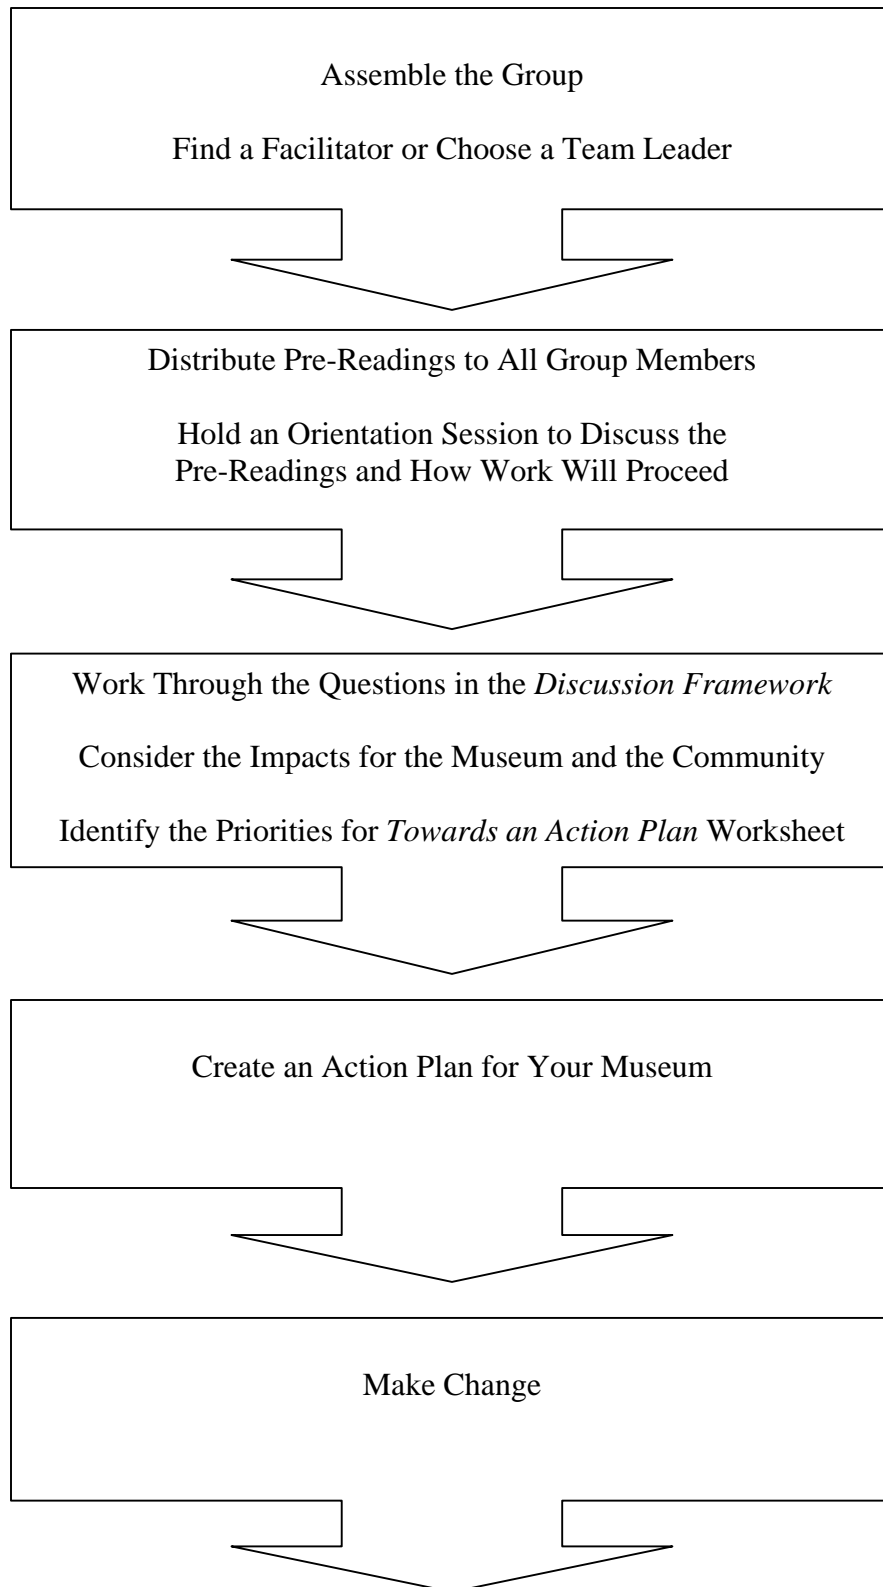 Assemble the Group
Find a Facilitator or Choose a Team Leader
Distribute Pre-Readings to All Group Members
Hold an Orientation Session to Discuss the
Pre-Readings and How Work Will Proceed
Work Through the Questions in the Discussion Framework
Consider the Impacts for the Museum and the Community
Identify the Priorities for Towards an Action Plan Worksheet
Create an Action Plan for Your Museum
Make Change